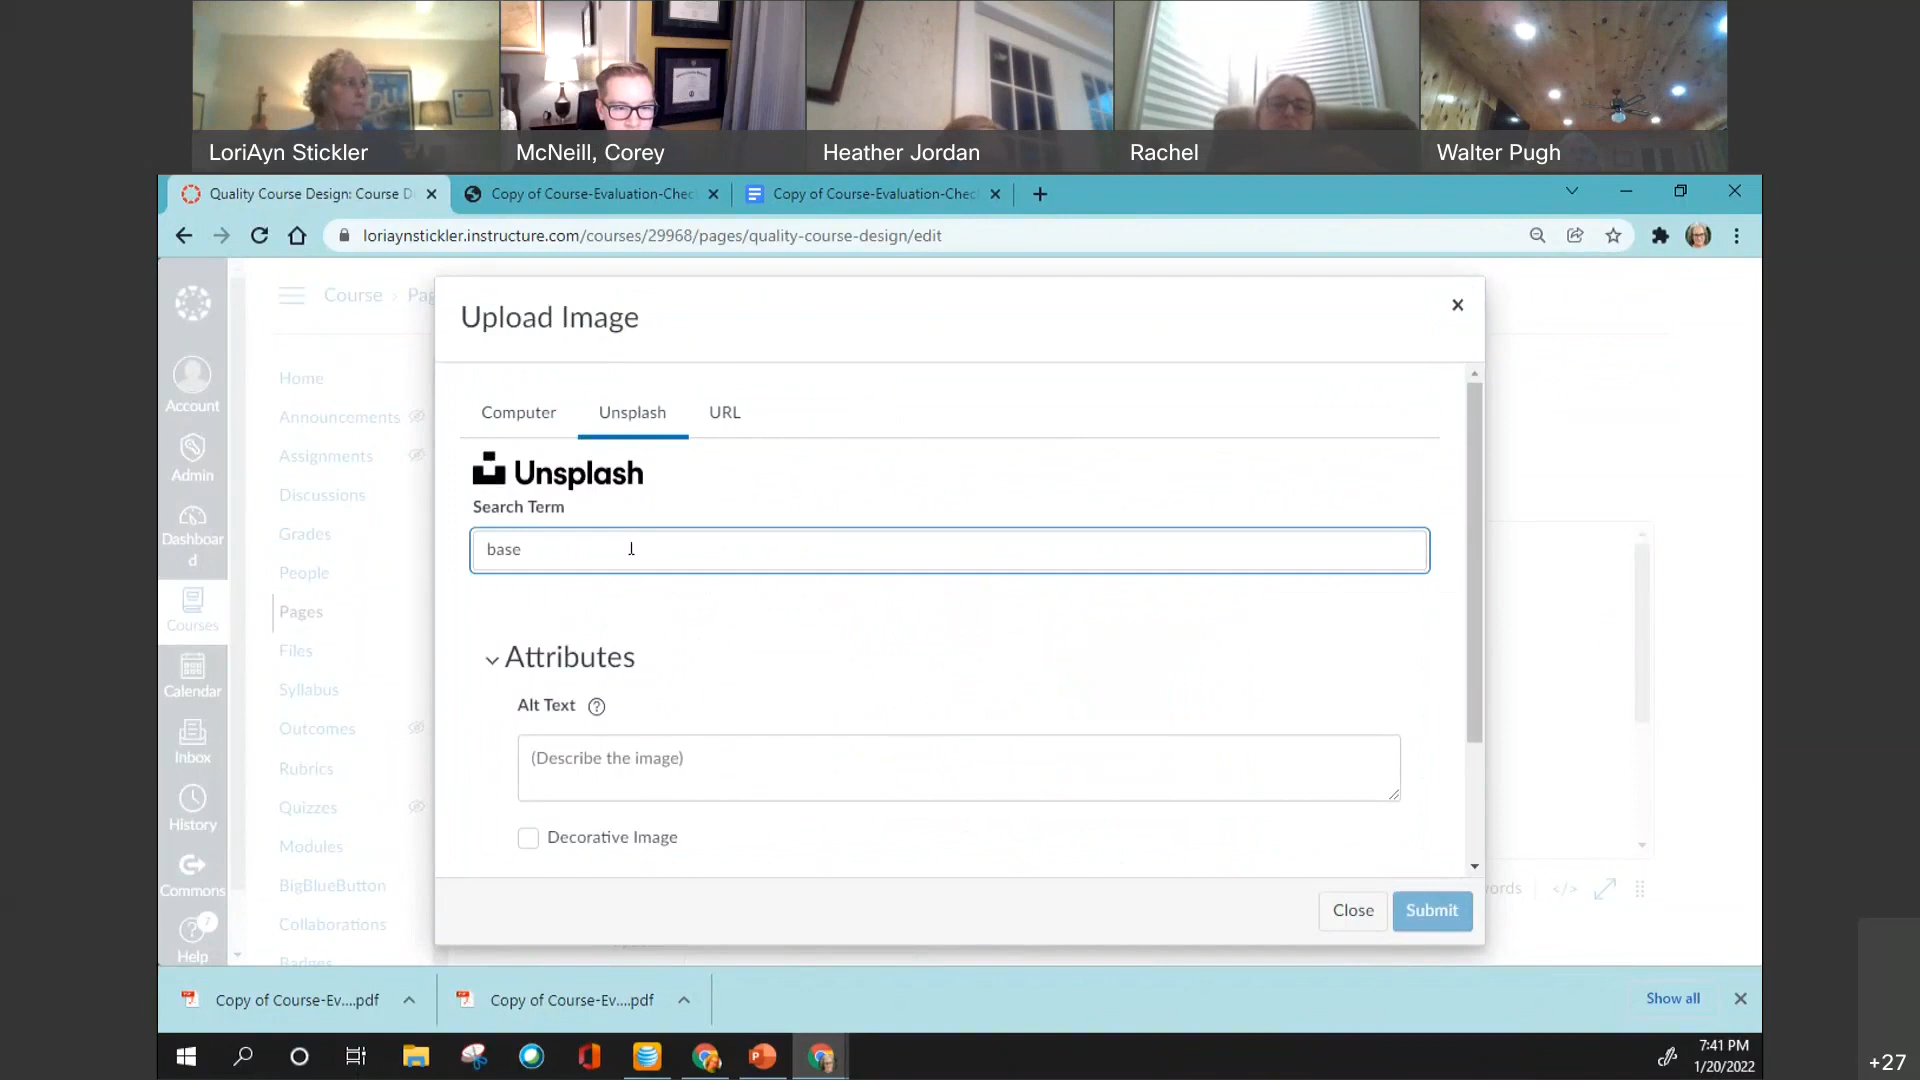 LoriAyn Stickler
McNeill, Corey
Heather Jordan
Rachel
Walter Pugh
Quality Course Design: Course D
Copy of Course-Evaluation-Chec
Copy of Course-Evaluation-Chec
loriaynstickler.instructure.com/courses/29968/pages/quality-course-design/edit
Course › Pag
Upload Image
Account
Admin
Dashboar
d
Courses
Calendar
Inbox
History
Commons
7
Help
Home
Announcements
Assignments
Discussions
Grades
People
Pages
Files
Syllabus
Outcomes
Rubrics
Quizzes
Modules
BigBlueButton
Collaborations
Badges
Computer
Unsplash
URL
Unsplash
Search Term
base
Attributes
Alt Text
(Describe the image)
Decorative Image
ords
</>
Close
Submit
Copy of Course-Ev....pdf
Copy of Course-Ev....pdf
Show all
7:41 PM
1/20/2022
+27